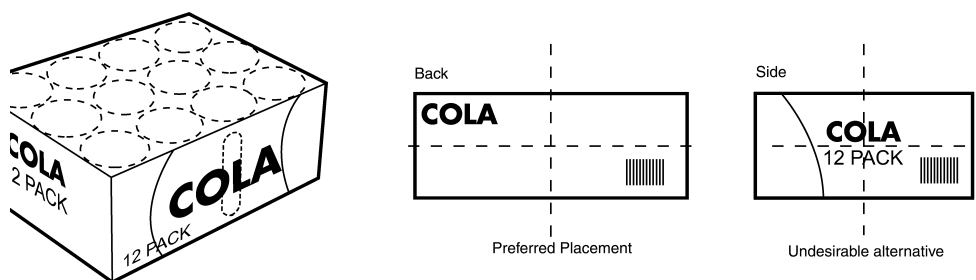 COLA
2 PACK
COLA
12 PACK
Back
COLA
Preferred Placement
Side
COLA
12 PACK
Undesirable alternative